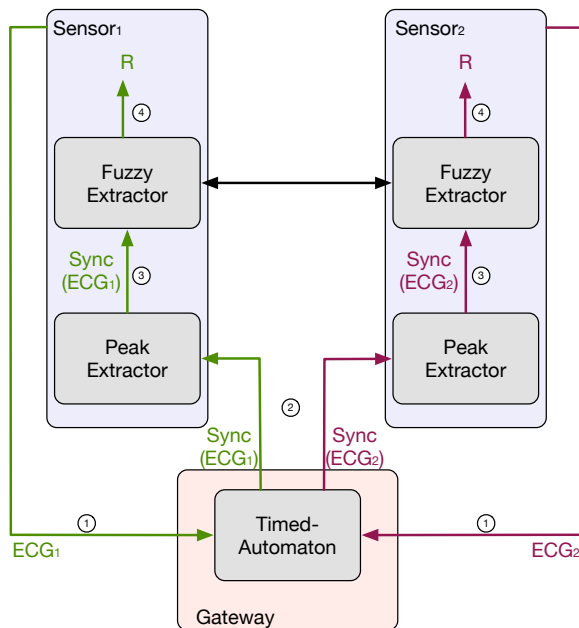 Sensor₁
Sensor₂
R
R
④
④
Fuzzy
Extractor
Fuzzy
Extractor
Sync
(ECG₁)
③
Sync
(ECG₂)
③
Peak
Extractor
Peak
Extractor
②
Sync
(ECG₁)
Sync
(ECG₂)
①
①
Timed-
Automaton
ECG₁
ECG₂
Gateway